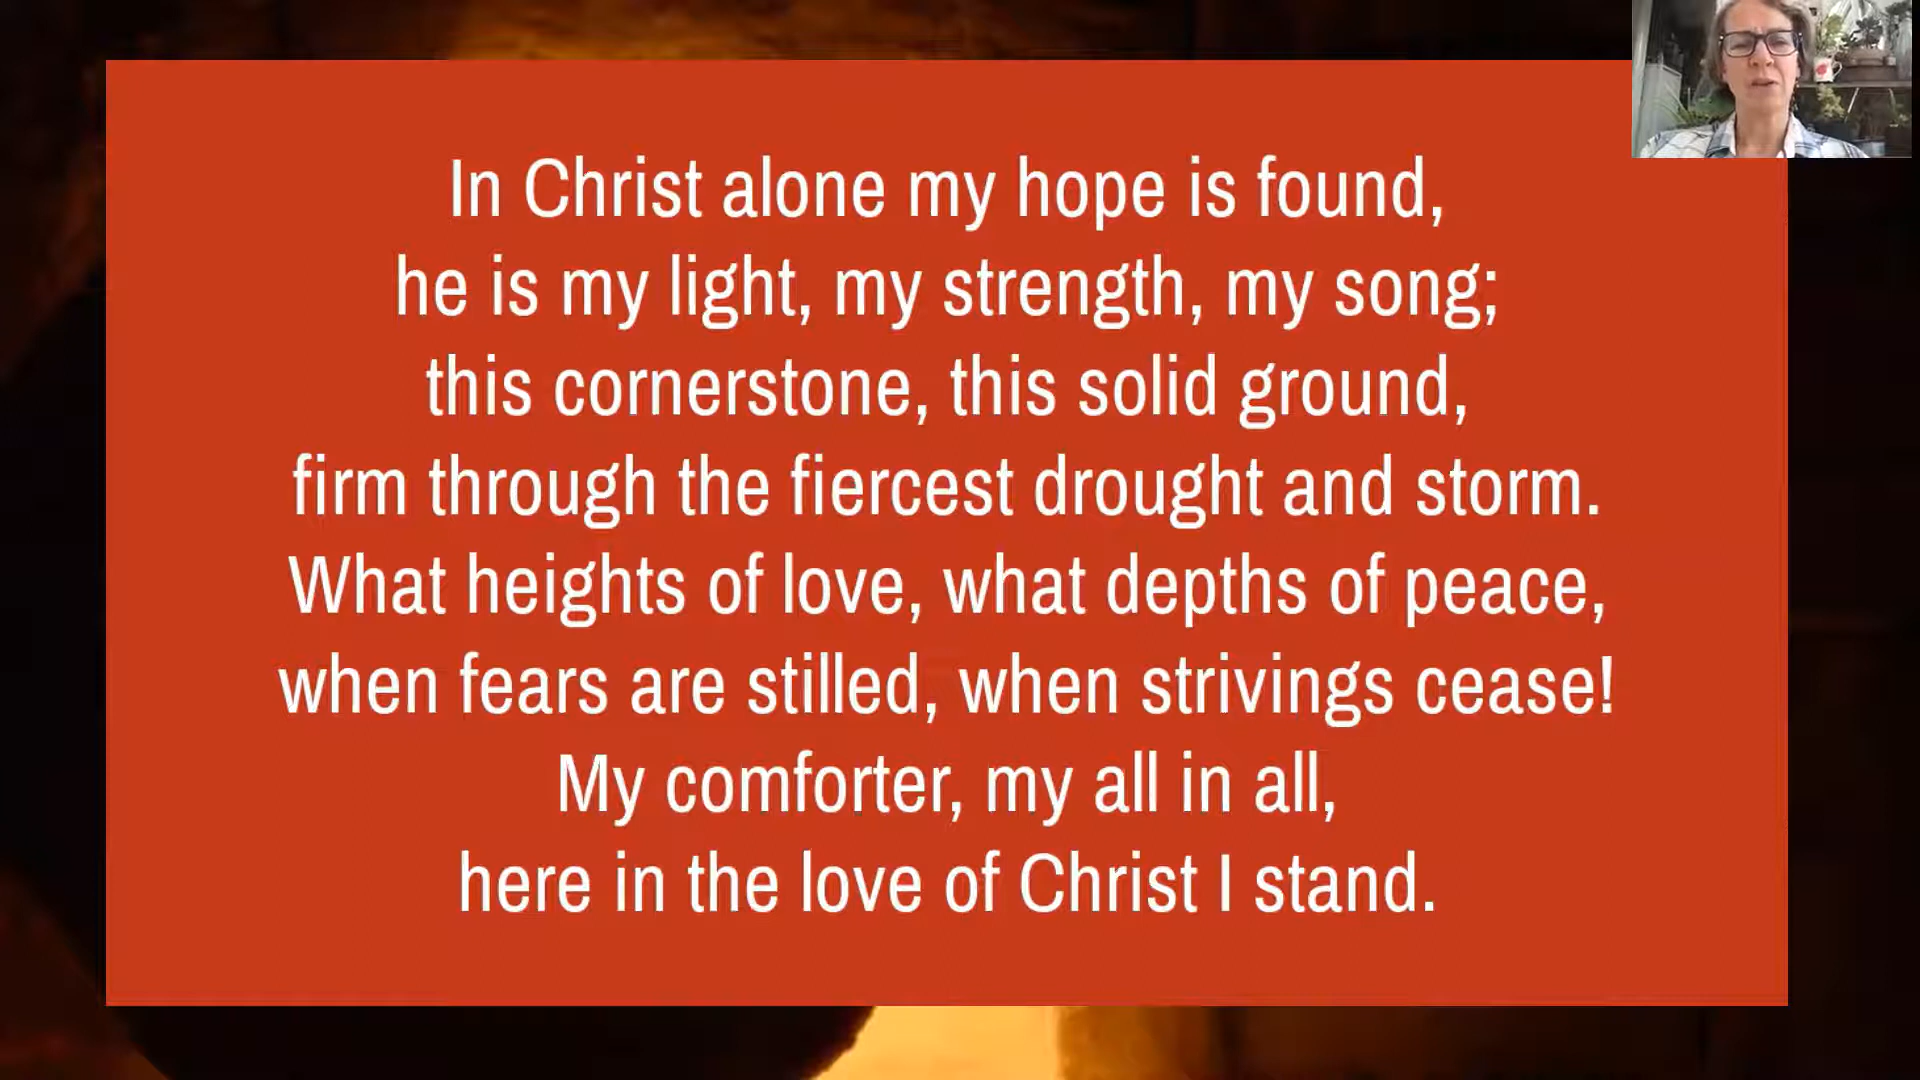 In Christ alone my hope is found,
he is my light, my strength, my song;
this cornerstone, this solid ground,
firm through the fiercest drought and storm.
What heights of love, what depths of peace,
when fears are stilled, when strivings cease!
My comforter, my all in all,
here in the love of Christ I stand.